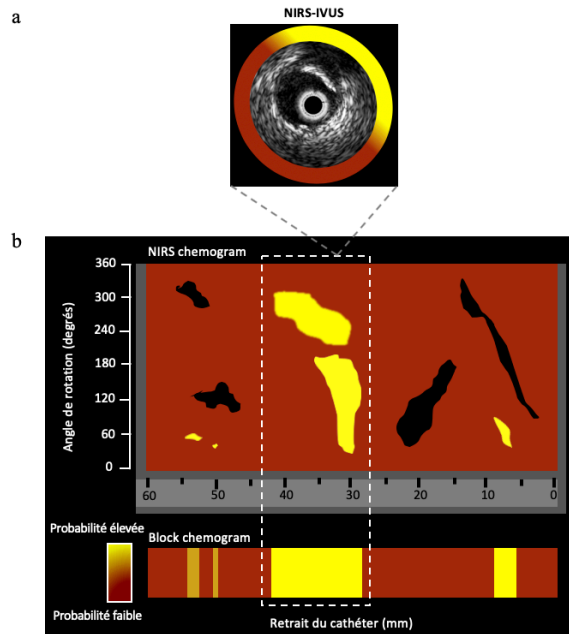 a
NIRS-IVUS
b
NIRS chemogram
Angle de rotation (degrés)
360
300
240
180
120
60
0
60 50 40 30 20 10 0
Probabilité élevée
Block chemogram
Probabilité faible
Retrait du cathéter (mm)